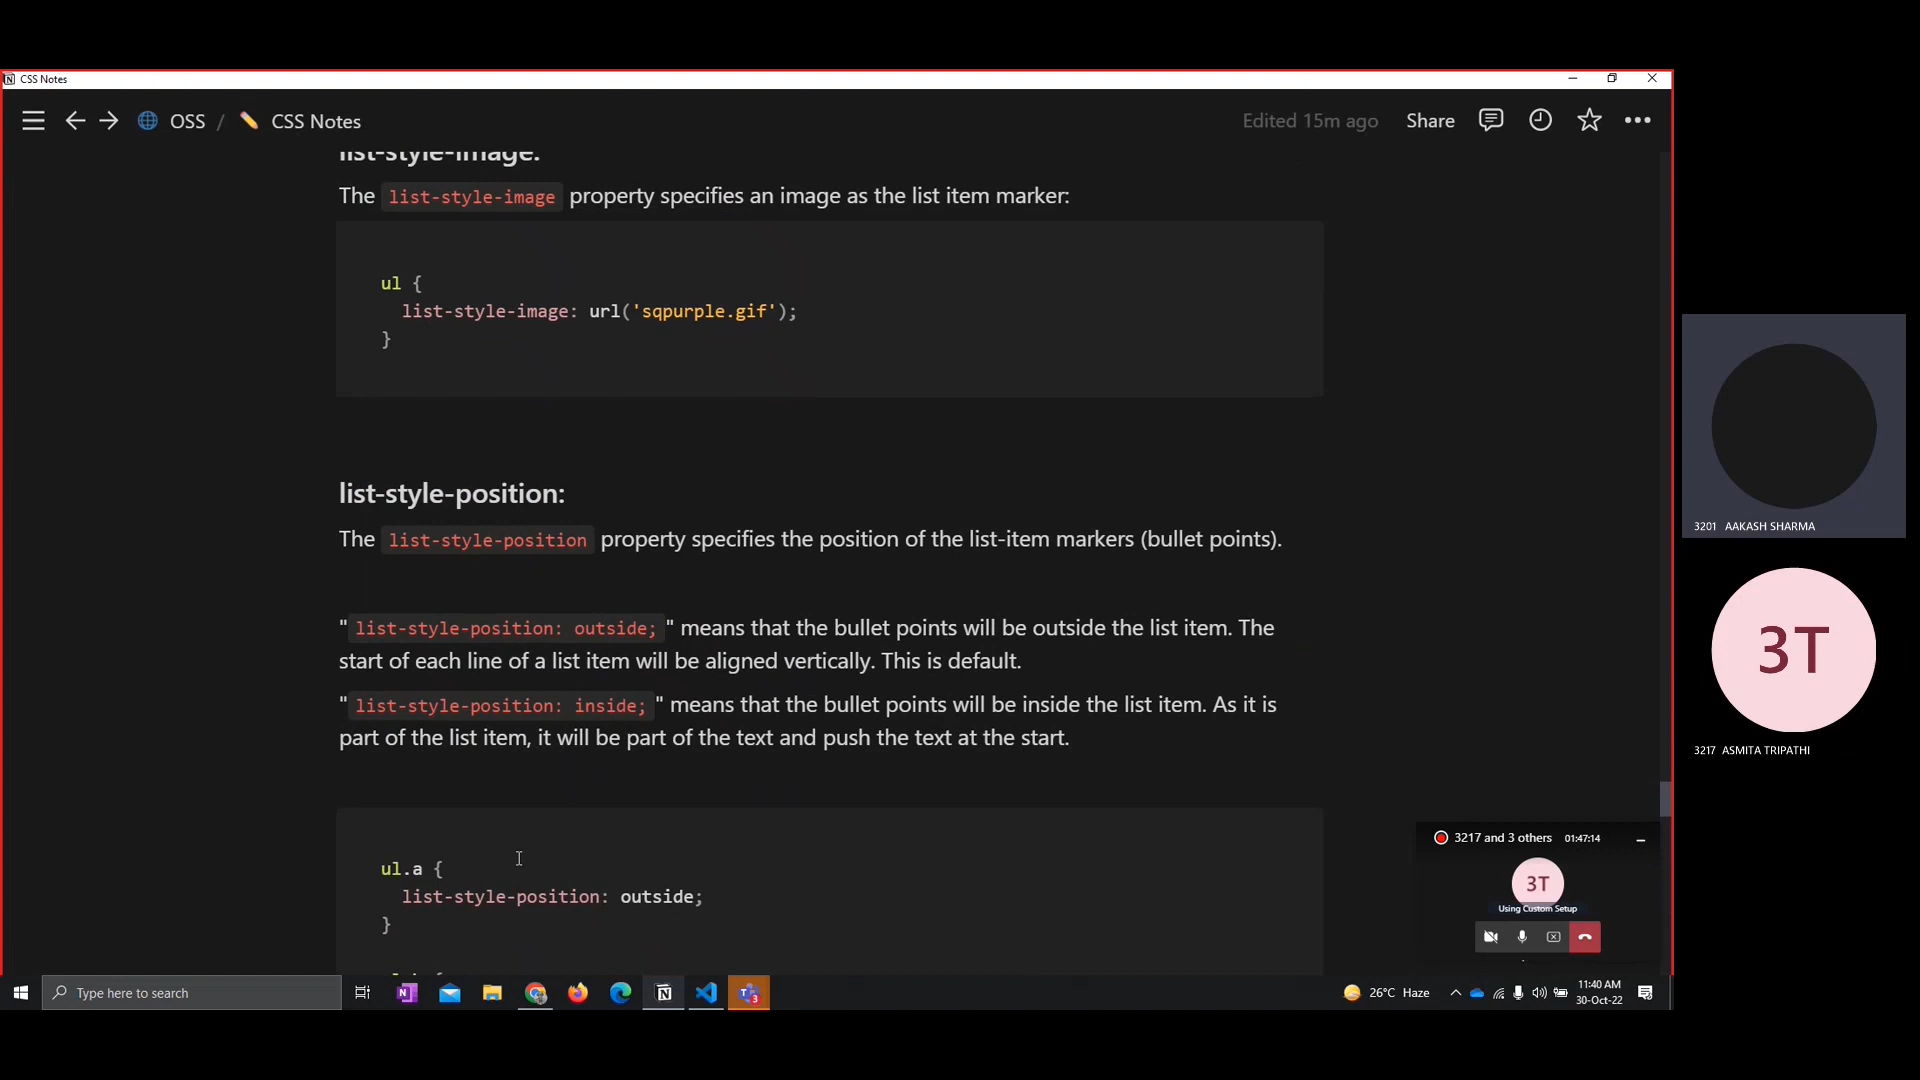 CSS Notes
OSS / CSS Notes
Edited 15m ago
Share
list-style-image:
The list-style-image property specifies an image as the list item marker:
ul {
list-style-image: url('sqpurple.gif');
}
list-style-position:
The list-style-position property specifies the position of the list-item markers (bullet points).
"list-style-position: outside;" means that the bullet points will be outside the list item. The
start of each line of a list item will be aligned vertically. This is default.
"list-style-position: inside;" means that the bullet points will be inside the list item. As it is
part of the list item, it will be part of the text and push the text at the start.
ul.a {
list-style-position: outside;
}
3201 AAKASH SHARMA
3T
3217 ASMITA TRIPATHI
3217 and 3 others 01:47:14
3T
Using Custom Setup
Type here to search
26°C Haze
11:40 AM
30-Oct-22